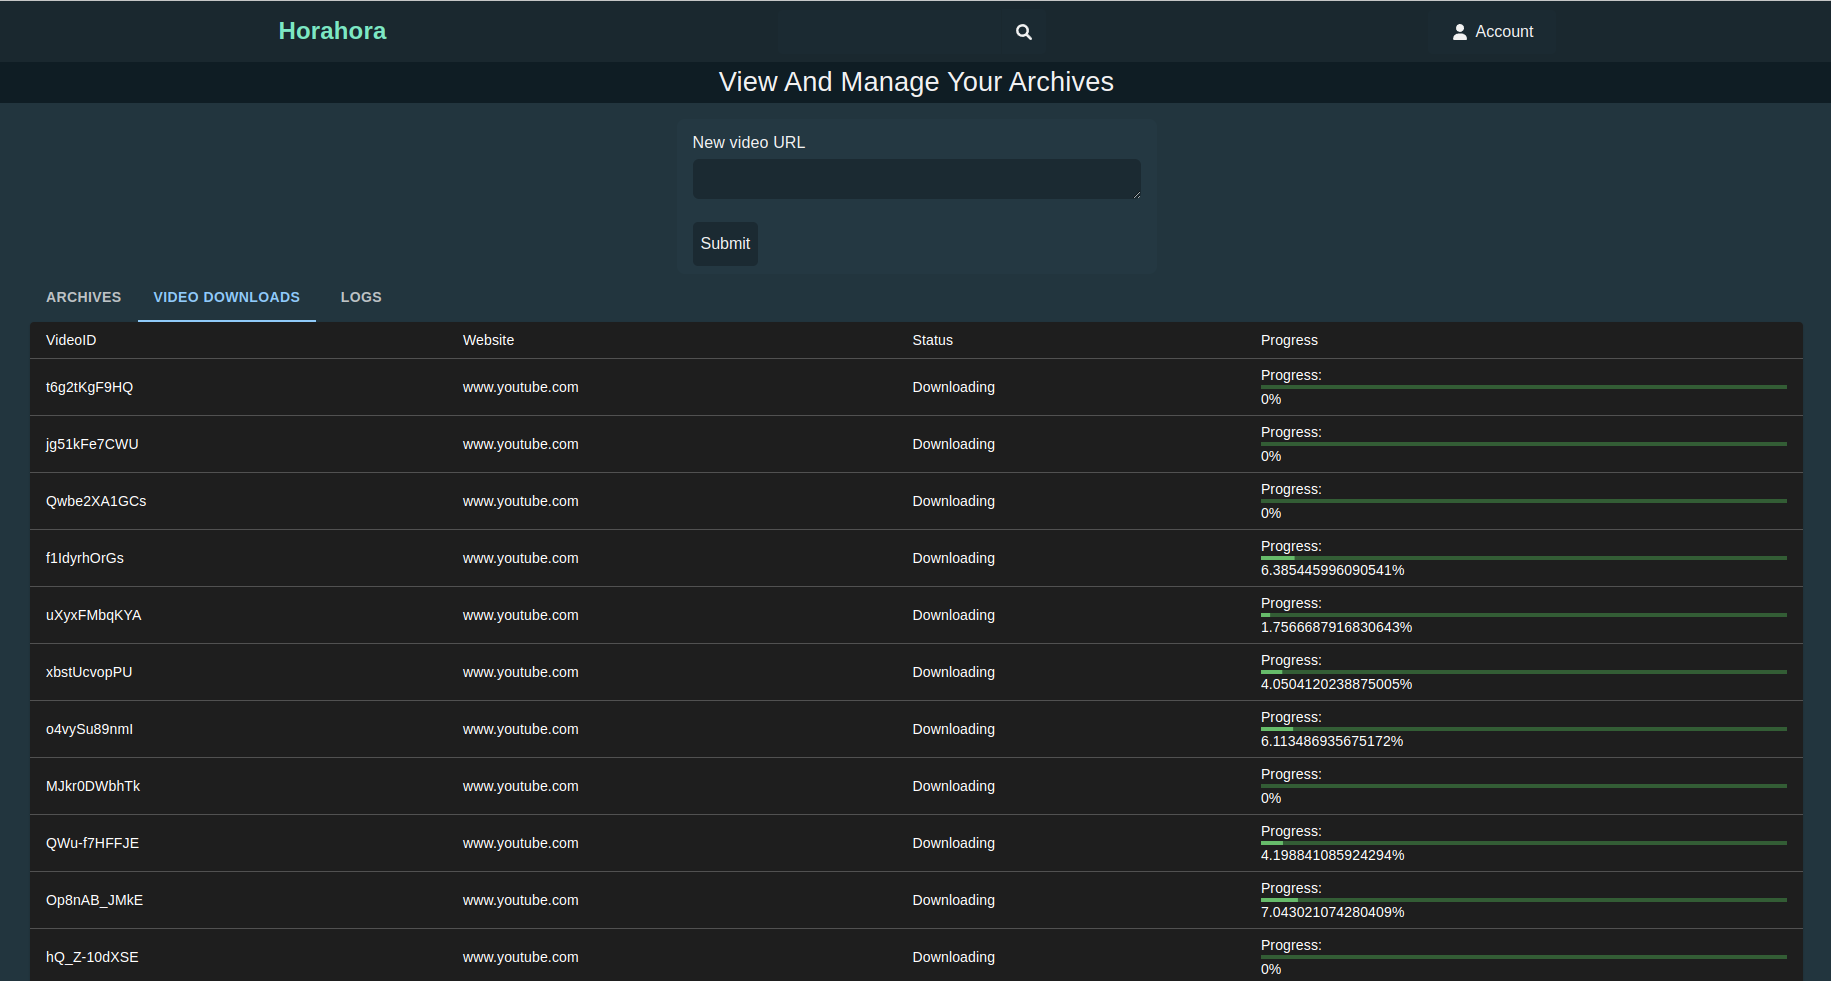 Horahora
Account
View And Manage Your Archives
New video URL
Submit
ARCHIVES VIDEO DOWNLOADS LOGS
VideoID Website Status Progress
t6g2tKgF9HQ www.youtube.com Downloading Progress:
0%
jg51kFe7CWU www.youtube.com Downloading Progress:
0%
Qwbe2XA1GCs www.youtube.com Downloading Progress:
0%
f1IdyrhOrGs www.youtube.com Downloading Progress:
6.385445996090541%
uXyxFMbqKYA www.youtube.com Downloading Progress:
1.7566687916830643%
xbstUcvopPU www.youtube.com Downloading Progress:
4.0504120238875005%
o4vySu89nmI www.youtube.com Downloading Progress:
6.113486935675172%
MJkr0DWbhTk www.youtube.com Downloading Progress:
0%
QWu-f7HFFJE www.youtube.com Downloading Progress:
4.198841085924294%
Op8nAB_JMkE www.youtube.com Downloading Progress:
7.043021074280409%
hQ_Z-10dXSE www.youtube.com Downloading Progress:
0%